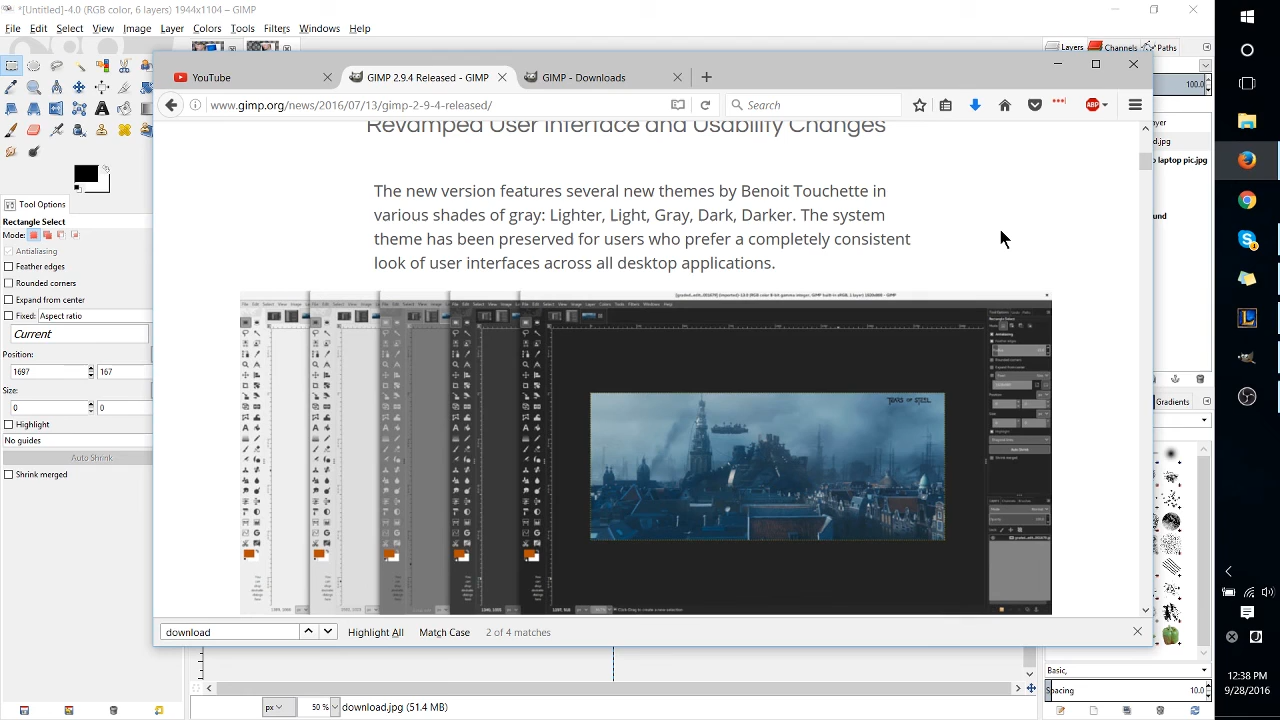 *[Untitled]-4.0 (RGB color, 6 layers) 1944x1104 – GIMP
File Edit Select View Image Layer Colors Tools Filters Windows Help
Layers Channels Paths
YouTube
GIMP 2.9.4 Released - GIMP
GIMP - Downloads
www.gimp.org/news/2016/07/13/gimp-2-9-4-released/
Search
ABP
100.0
Revamped User Interface and Usability Changes
The new version features several new themes by Benoit Touchette in
various shades of gray: Lighter, Light, Gray, Dark, Darker. The system
theme has been preserved for users who prefer a completely consistent
look of user interfaces across all desktop applications.
TEARS OF STEEL
Tool Options
Rectangle Select
Mode:
Antialiasing
Feather edges
Rounded corners
Expand from center
Fixed: Aspect ratio
Current
Position:
1697 167
Size:
0 0
Highlight
No guides
Auto Shrink
Shrink merged
laptop pic.jpg
Gradients
download
Highlight All
Match Case
2 of 4 matches
Basic,
Spacing 10.0
px
50 %
download.jpg (51.4 MB)
12:38 PM
9/28/2016